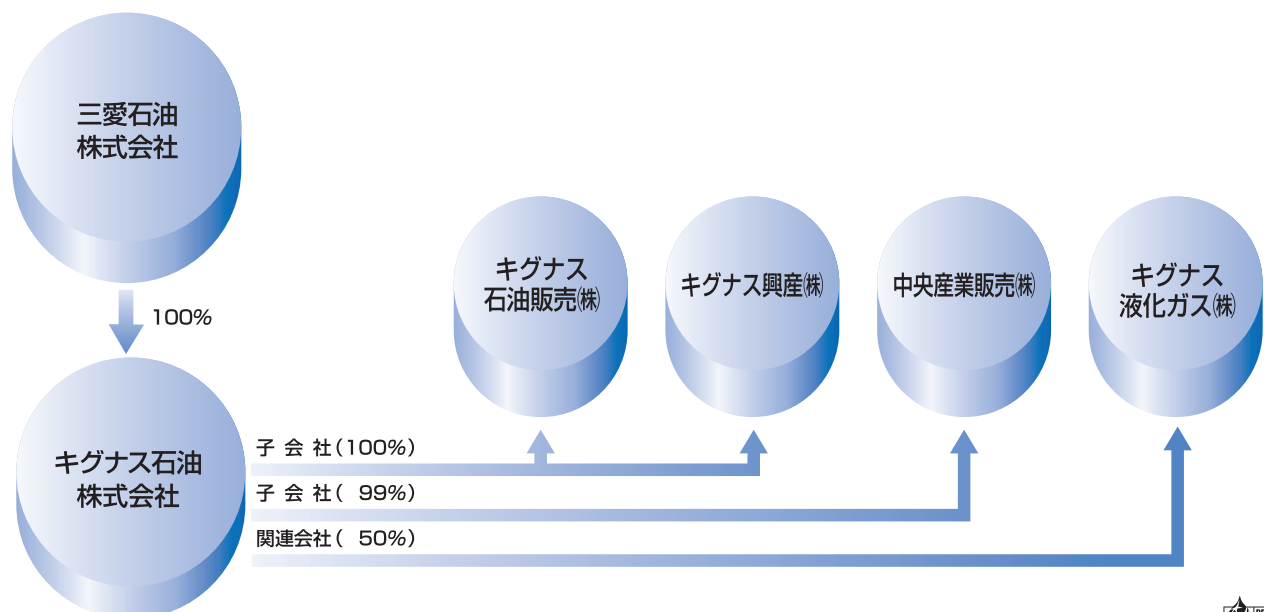 三愛石油
株式会社
100%
キグナス石油
株式会社
キグナス
石油販売㈱
キグナス興産㈱
中央産業販売㈱
キグナス
液化ガス㈱
子 会 社(100%)
子 会 社( 99%)
関連会社( 50%)